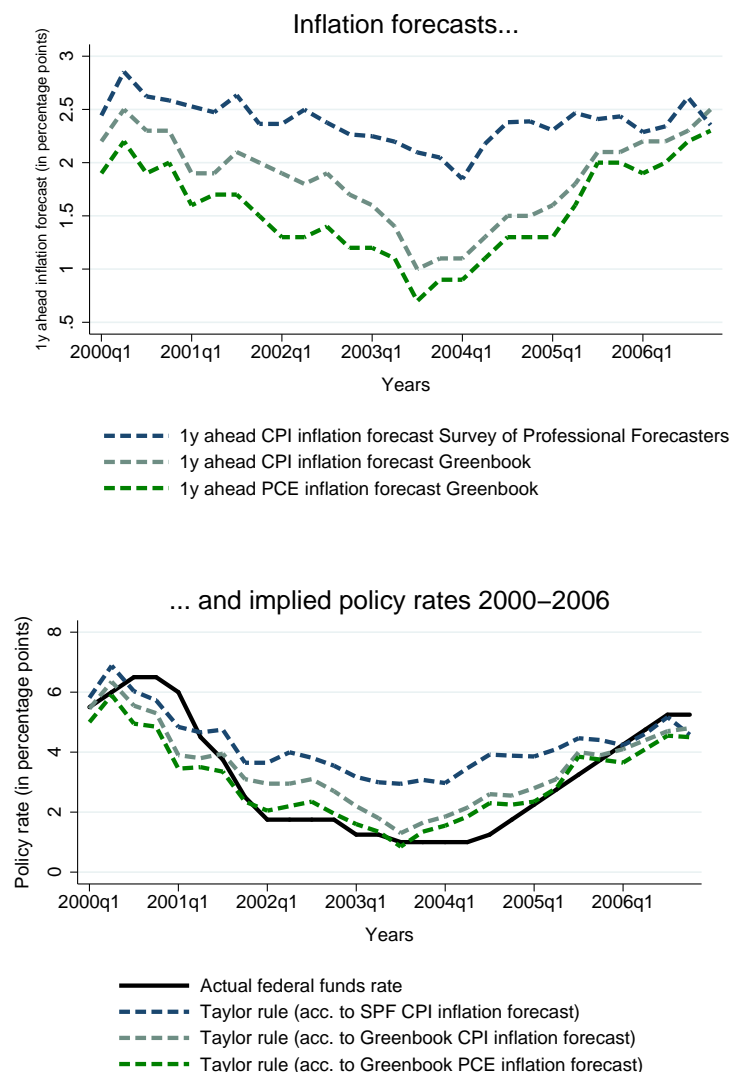 Inflation forecasts...
1y ahead inflation forecast (in percentage points)
3
2.5
2
1.5
1
.5
2000q1 2001q1 2002q1 2003q1 2004q1 2005q1 2006q1
Years
1y ahead CPI inflation forecast Survey of Professional Forecasters
1y ahead CPI inflation forecast Greenbook
1y ahead PCE inflation forecast Greenbook
... and implied policy rates 2000–2006
Policy rate (in percentage points)
8
6
4
2
0
2000q1 2001q1 2002q1 2003q1 2004q1 2005q1 2006q1
Years
Actual federal funds rate
Taylor rule (acc. to SPF CPI inflation forecast)
Taylor rule (acc. to Greenbook CPI inflation forecast)
Taylor rule (acc. to Greenbook PCE inflation forecast)